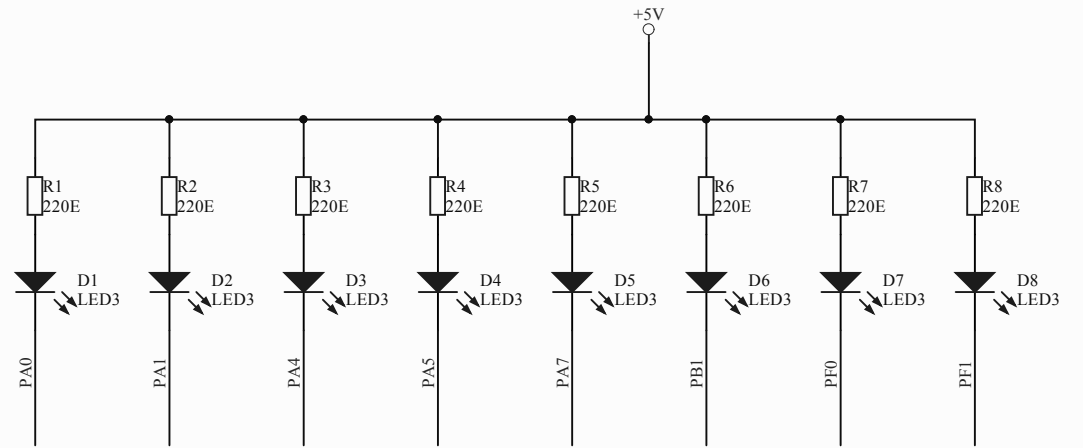 +5V
R1
220E
R2
220E
R3
220E
R4
220E
R5
220E
R6
220E
R7
220E
R8
220E
D1
LED3
D2
LED3
D3
LED3
D4
LED3
D5
LED3
D6
LED3
D7
LED3
D8
LED3
PA0
PA1
PA4
PA5
PA7
PB1
PF0
PF1